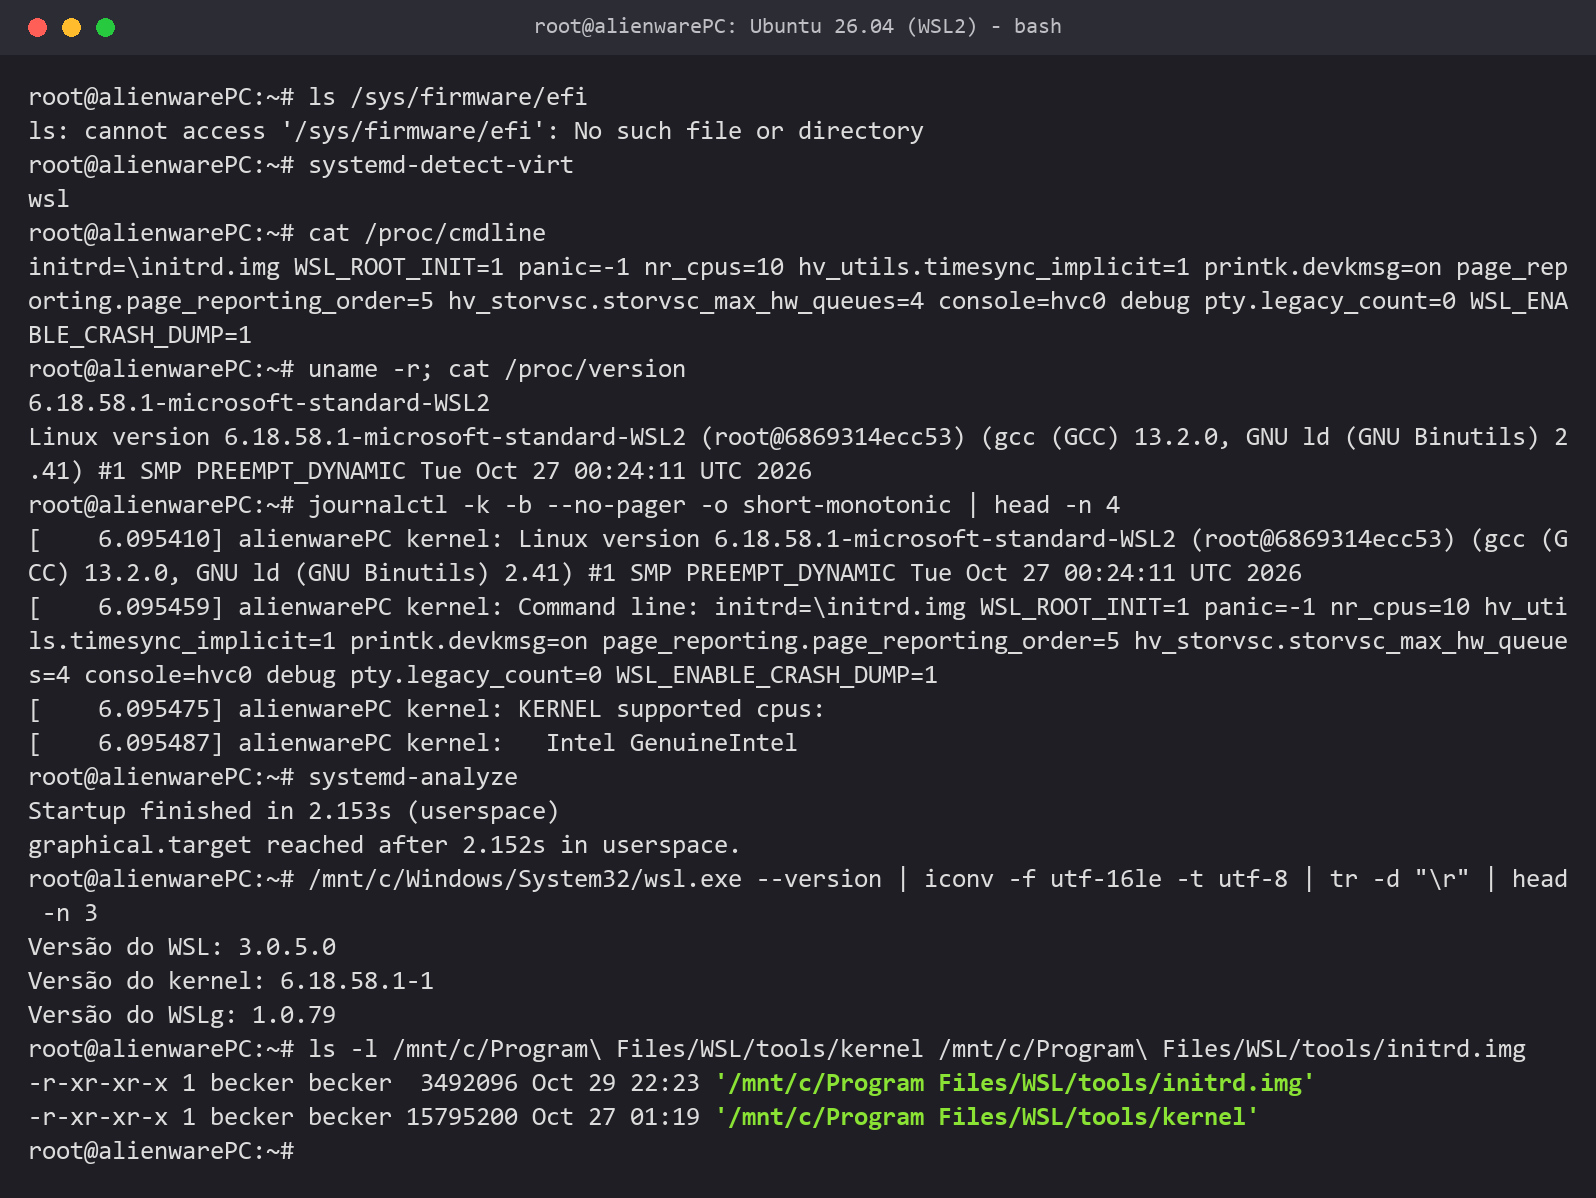 root@alienwarePC: Ubuntu 26.04 (WSL2) - bash
root@alienwarePC:~# ls /sys/firmware/efi
ls: cannot access '/sys/firmware/efi': No such file or directory
root@alienwarePC:~# systemd-detect-virt
wsl
root@alienwarePC:~# cat /proc/cmdline
initrd=\initrd.img WSL_ROOT_INIT=1 panic=-1 nr_cpus=10 hv_utils.timesync_implicit=1 printk.devkmsg=on page_rep
orting.page_reporting_order=5 hv_storvsc.storvsc_max_hw_queues=4 console=hvc0 debug pty.legacy_count=0 WSL_ENA
BLE_CRASH_DUMP=1
root@alienwarePC:~# uname -r; cat /proc/version
6.18.58.1-microsoft-standard-WSL2
Linux version 6.18.58.1-microsoft-standard-WSL2 (root@6869314ecc53) (gcc (GCC) 13.2.0, GNU ld (GNU Binutils) 2
.41) #1 SMP PREEMPT_DYNAMIC Tue Oct 27 00:24:11 UTC 2026
root@alienwarePC:~# journalctl -k -b --no-pager -o short-monotonic | head -n 4
[    6.095410] alienwarePC kernel: Linux version 6.18.58.1-microsoft-standard-WSL2 (root@6869314ecc53) (gcc (G
CC) 13.2.0, GNU ld (GNU Binutils) 2.41) #1 SMP PREEMPT_DYNAMIC Tue Oct 27 00:24:11 UTC 2026
[    6.095459] alienwarePC kernel: Command line: initrd=\initrd.img WSL_ROOT_INIT=1 panic=-1 nr_cpus=10 hv_uti
ls.timesync_implicit=1 printk.devkmsg=on page_reporting.page_reporting_order=5 hv_storvsc.storvsc_max_hw_queue
s=4 console=hvc0 debug pty.legacy_count=0 WSL_ENABLE_CRASH_DUMP=1
[    6.095475] alienwarePC kernel: KERNEL supported cpus:
[    6.095487] alienwarePC kernel:   Intel GenuineIntel
root@alienwarePC:~# systemd-analyze
Startup finished in 2.153s (userspace)
graphical.target reached after 2.152s in userspace.
root@alienwarePC:~# /mnt/c/Windows/System32/wsl.exe --version | iconv -f utf-16le -t utf-8 | tr -d "\r" | head
 -n 3
Versão do WSL: 3.0.5.0
Versão do kernel: 6.18.58.1-1
Versão do WSLg: 1.0.79
root@alienwarePC:~# ls -l /mnt/c/Program\ Files/WSL/tools/kernel /mnt/c/Program\ Files/WSL/tools/initrd.img
-r-xr-xr-x 1 becker becker  3492096 Oct 29 22:23 '/mnt/c/Program Files/WSL/tools/initrd.img'
-r-xr-xr-x 1 becker becker 15795200 Oct 27 01:19 '/mnt/c/Program Files/WSL/tools/kernel'
root@alienwarePC:~#